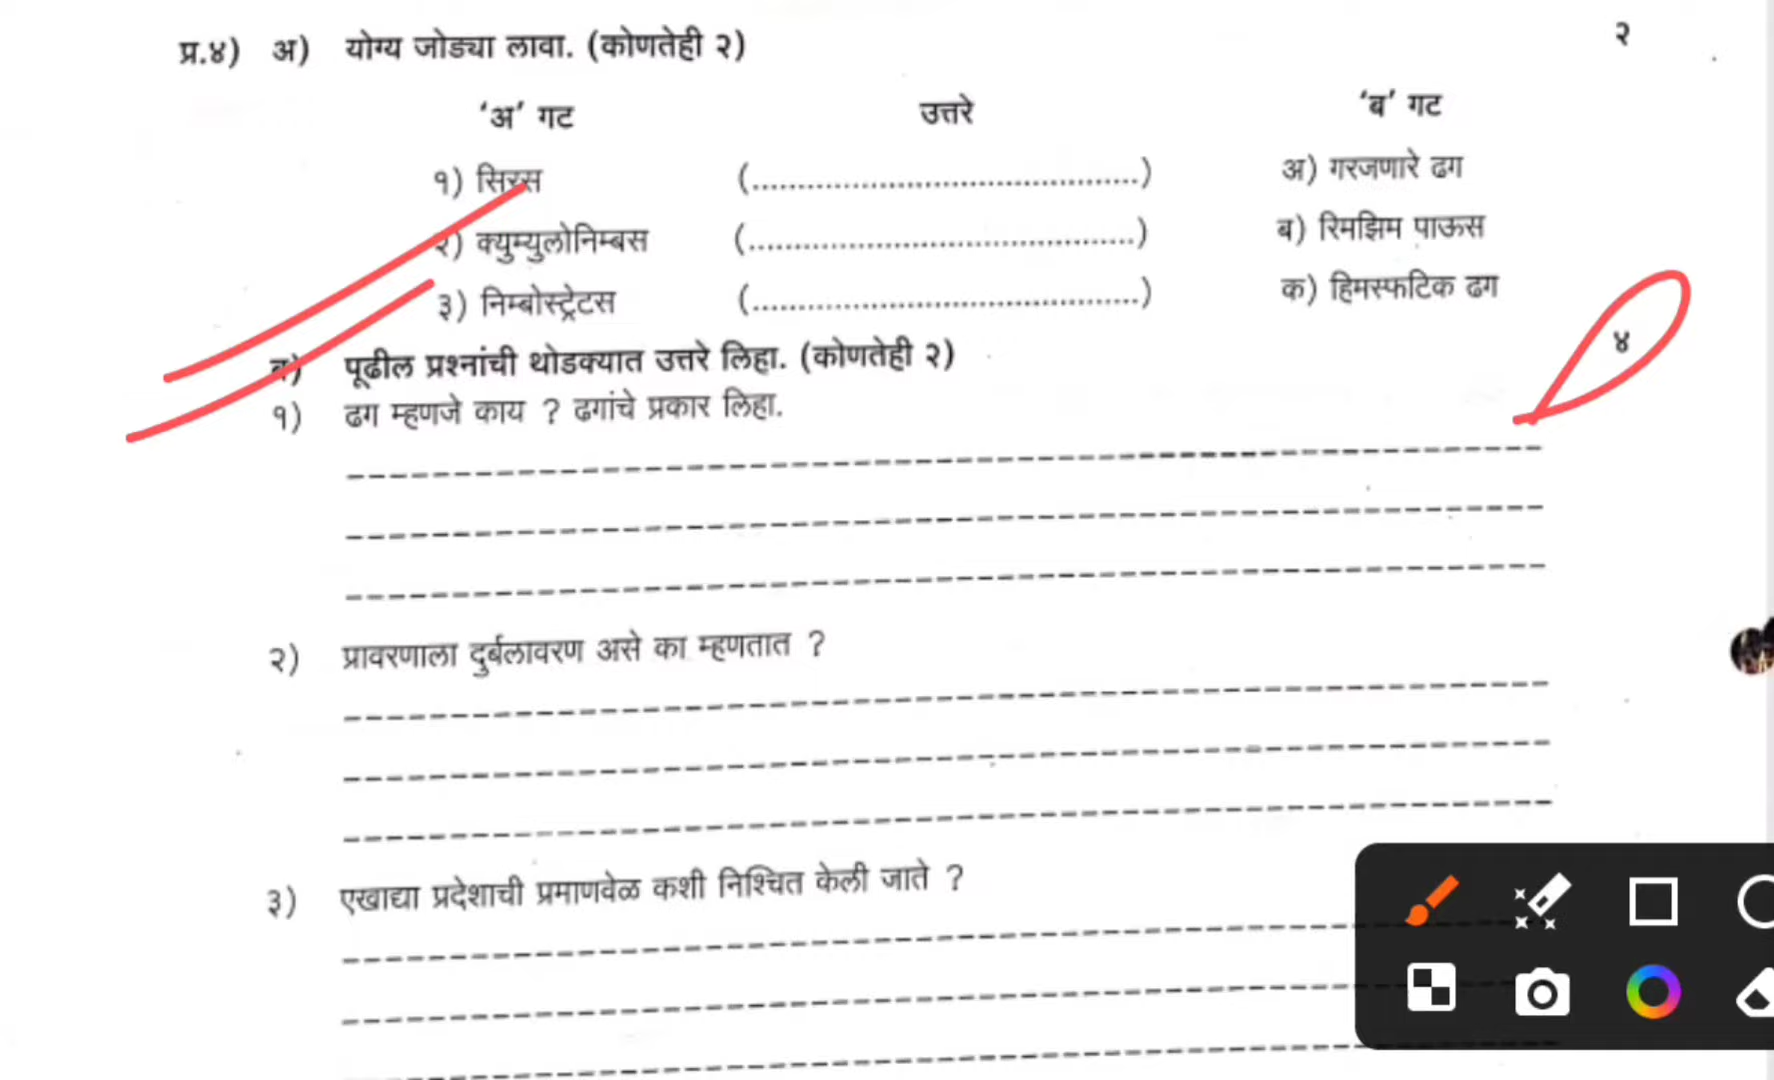 प्र.४) अ) योग्य जोड्या लावा. (कोणतेही २) २
'अ' गट उत्तरे 'ब' गट
१) सिरस (........................................) अ) गरजणारे ढग
२) क्युम्युलोनिम्बस (........................................) ब) रिमझिम पाऊस
३) निम्बोस्ट्रेटस (........................................) क) हिमस्फटिक ढग
ब) पूढील प्रश्नांची थोडक्यात उत्तरे लिहा. (कोणतेही २) ४
१) ढग म्हणजे काय ? ढगांचे प्रकार लिहा.
२) प्रावरणाला दुर्बलावरण असे का म्हणतात ?
३) एखाद्या प्रदेशाची प्रमाणवेळ कशी निश्चित केली जाते ?